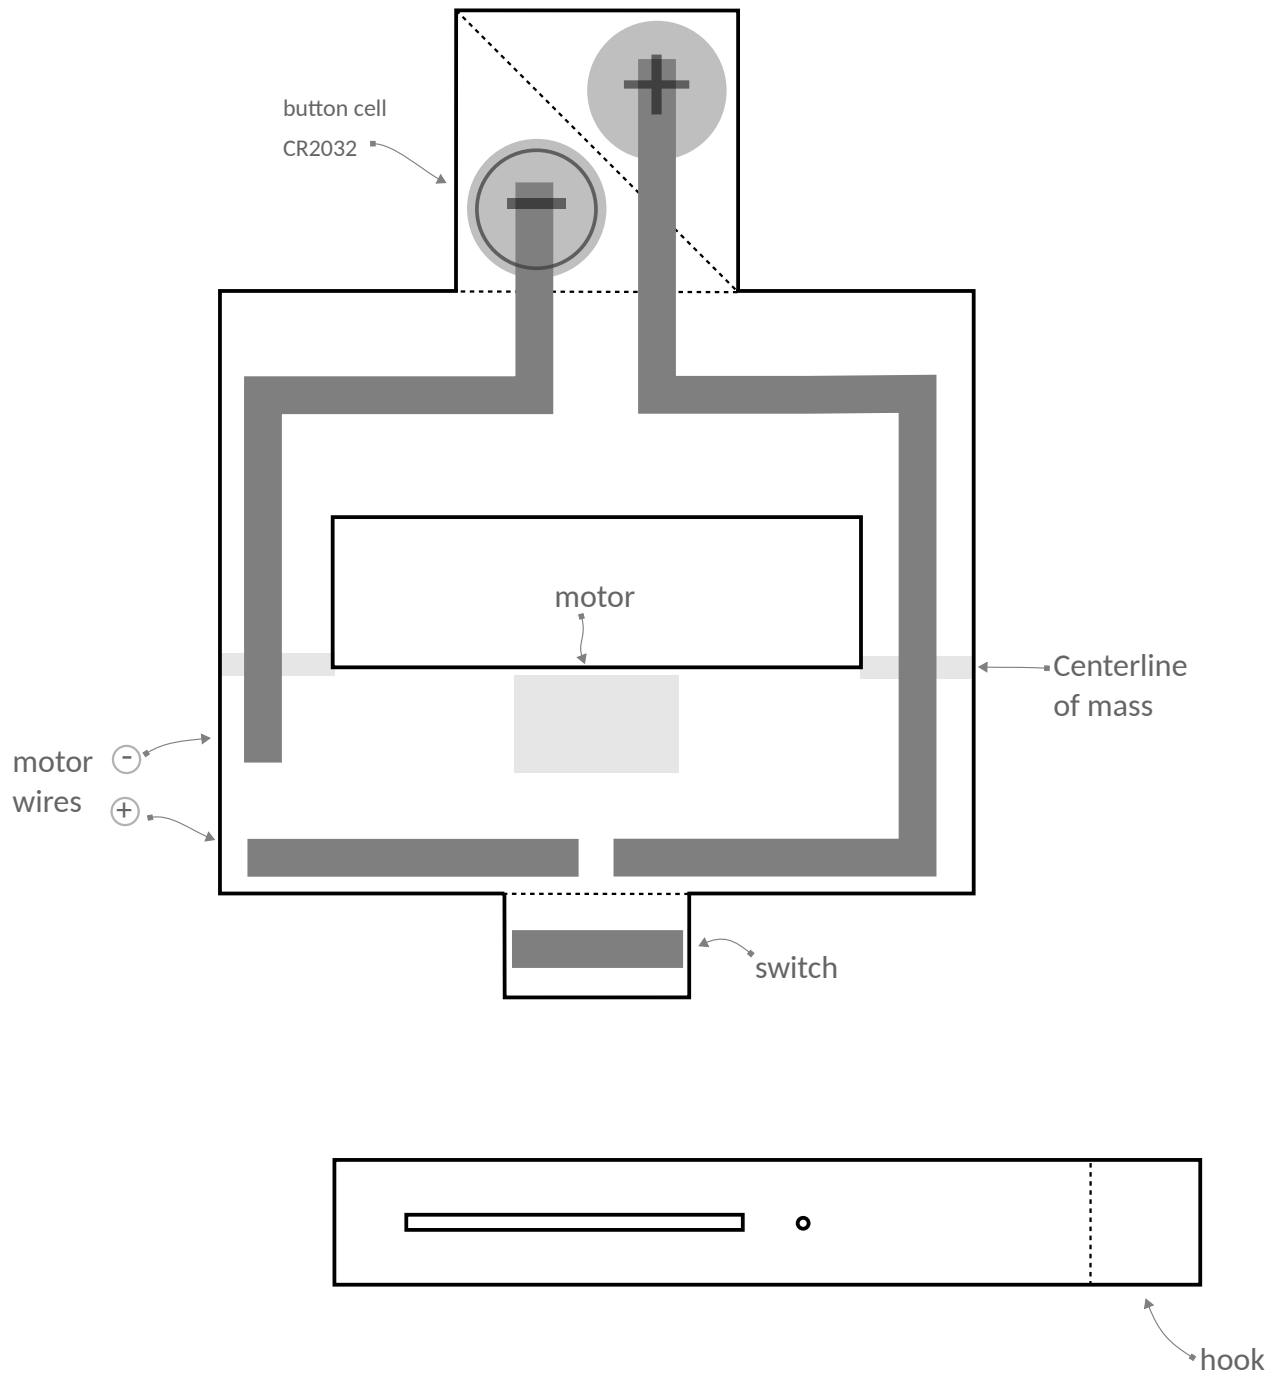 button cell
CR2032
+
-
motor
Centerline
of mass
motor -
wires +
switch
hook